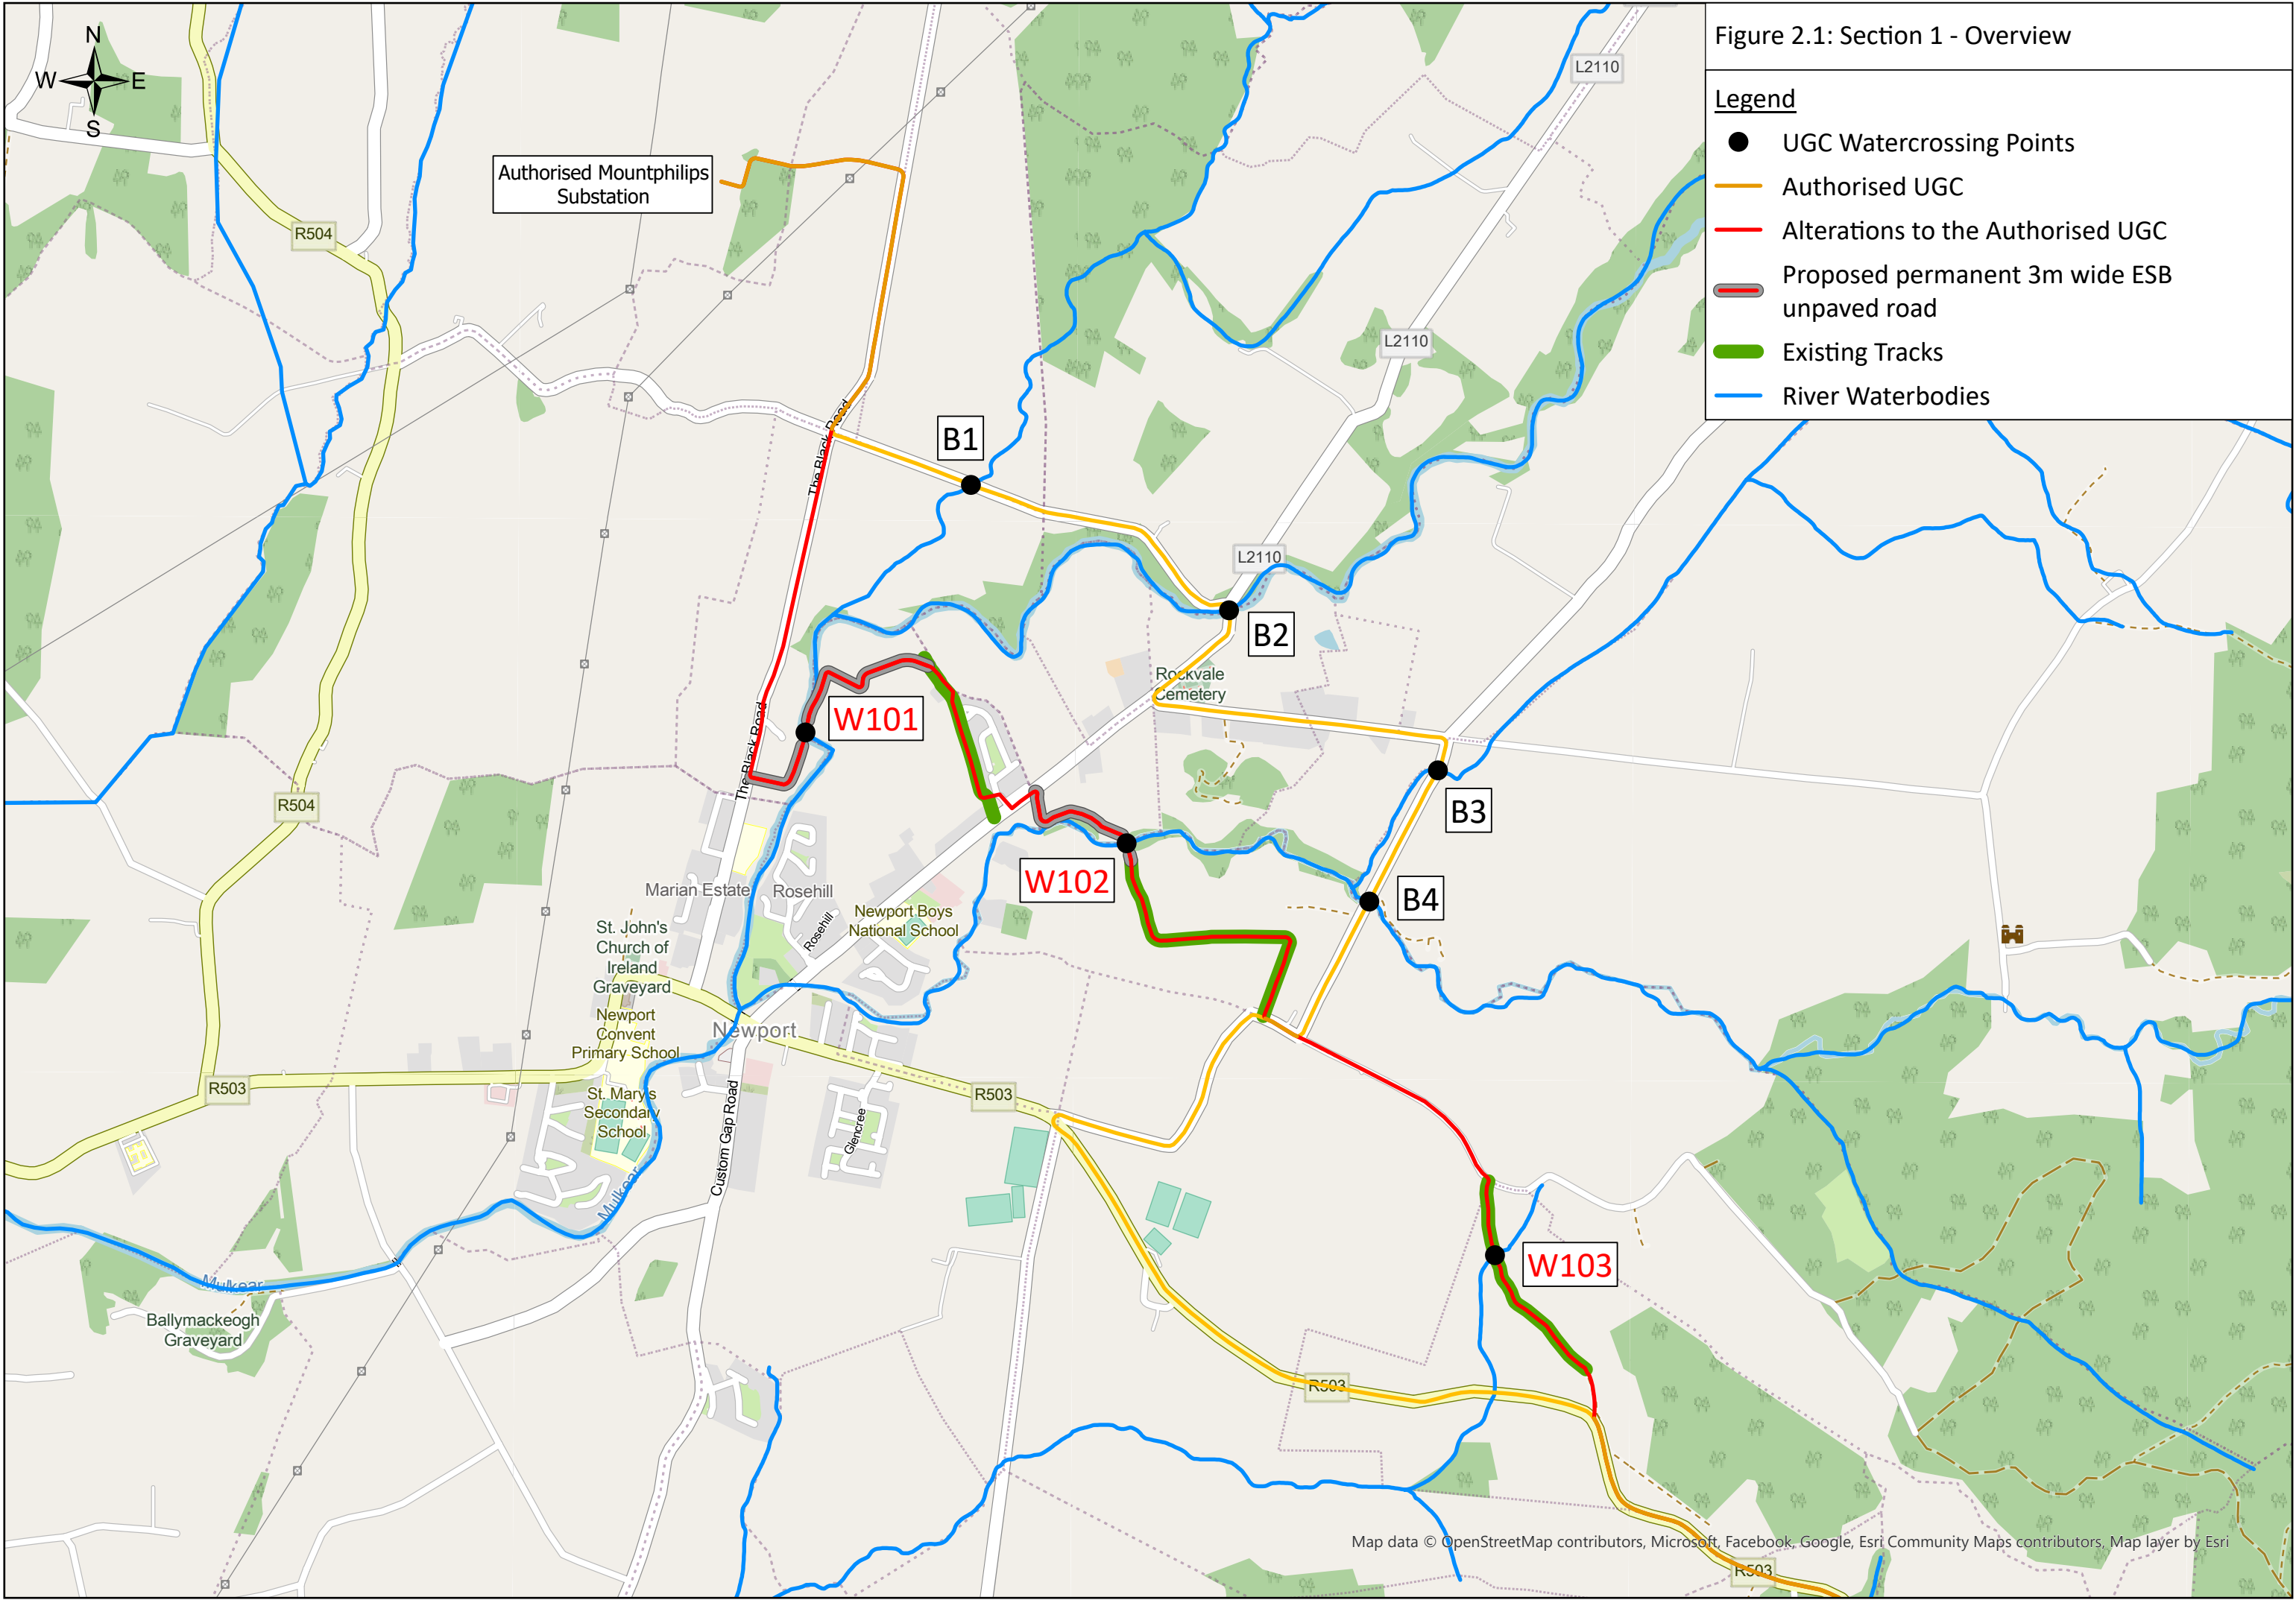 Figure 2.1: Section 1 - Overview
Legend
UGC Watercrossing Points
Authorised UGC
Alterations to the Authorised UGC
Proposed permanent 3m wide ESB
unpaved road
Existing Tracks
River Waterbodies
N
W E
S
L2110
Authorised Mountphilips
Substation
R504
L2110
The Black Road
B1
L2110
B2
Rockvale
Cemetery
W101
The Black Road
R504
B3
W102
Marian Estate
Rosehill
B4
Rosehill
Newport Boys
National School
St. John's
Church of
Ireland
Graveyard
Newport
Convent
Primary School
Newport
R503
R503
St. Mary's
Secondary
School
Custom Gap Road
Glencree
Mulkear
W103
Mulkear
Ballymackeogh
Graveyard
R503
Map data © OpenStreetMap contributors, Microsoft, Facebook, Google, Esri Community Maps contributors, Map layer by Esri
R503